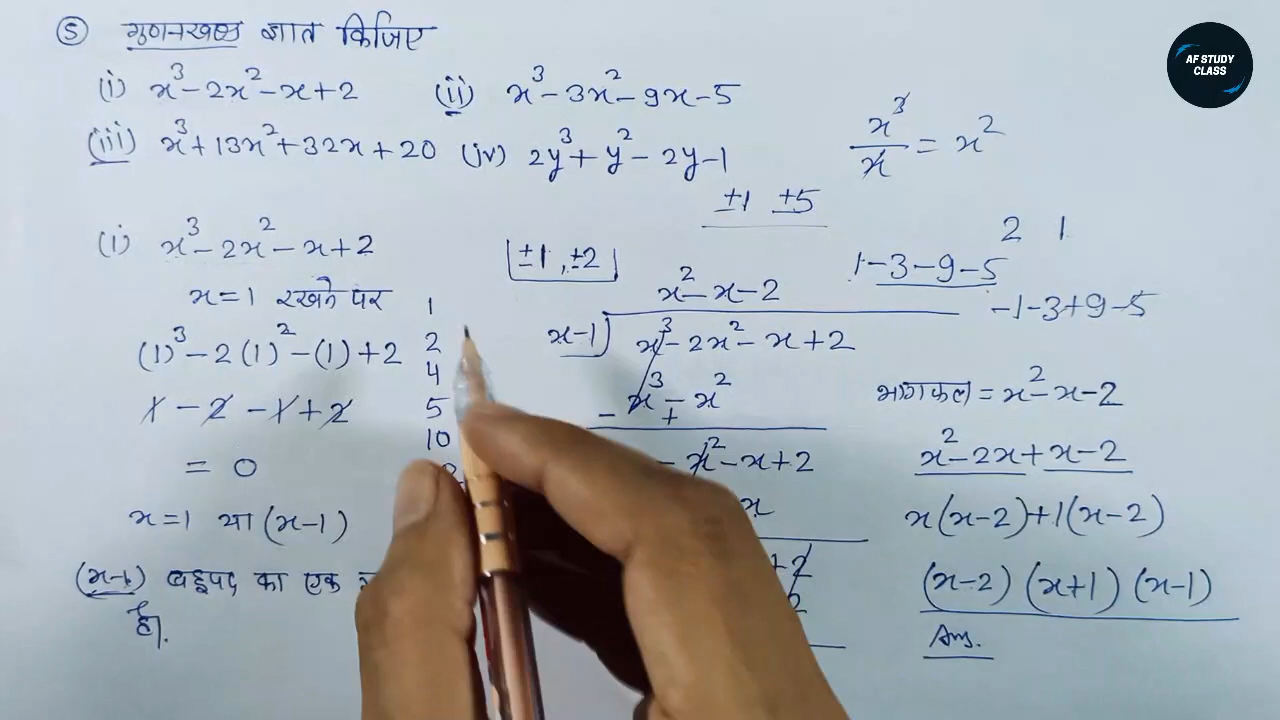 AF STUDY
CLASS
⑤ गुणनखण्ड ज्ञात किजिए
(i) x³-2x²-x+2 (ii) x³-3x²-9x-5
(iii) x³+13x²+32x+20 (iv) 2y³+y²-2y-1
x³/x = x²
±1 ±5
2 1
1-3-9-5
-1-3+9-5
(i) x³-2x²-x+2
x=1 रखने पर
(1)³-2(1)²-(1)+2
1-2-1+2
= 0
x=1 या (x-1)
(x-1) बहुपद का एक
है।
1
2
4
5
10
±1, ±2
x²-x-2
x-1) x³-2x²-x+2
x³-x²
- +
-x²-x+2
x
+2
2
भागफल = x²-x-2
x²-2x+x-2
x(x-2)+1(x-2)
(x-2) (x+1) (x-1)
Ans.